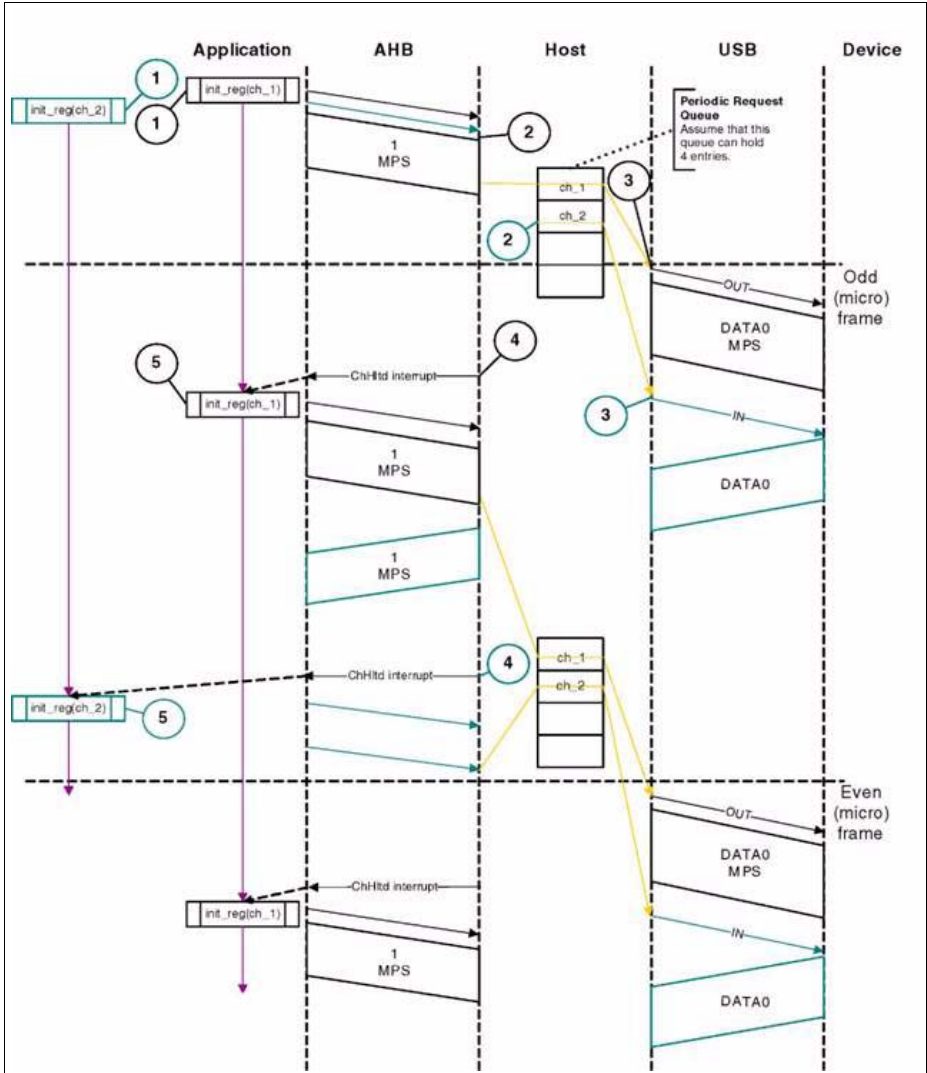 Application
AHB
Host
USB
Device
1
init_reg(ch_1)
init_reg(ch_2)
1
Periodic Request
Queue
Assume that this
queue can hold
4 entries.
2
1
MPS
3
ch_1
ch_2
2
Odd
(micro)
frame
OUT
DATA0
MPS
4
5
ChHltd interrupt
init_reg(ch_1)
3
IN
1
MPS
DATA0
1
MPS
ch_1
4
ChHltd interrupt
ch_2
init_reg(ch_2)
5
Even
(micro)
frame
OUT
DATA0
MPS
ChHltd interrupt
init_reg(ch_1)
IN
1
MPS
DATA0